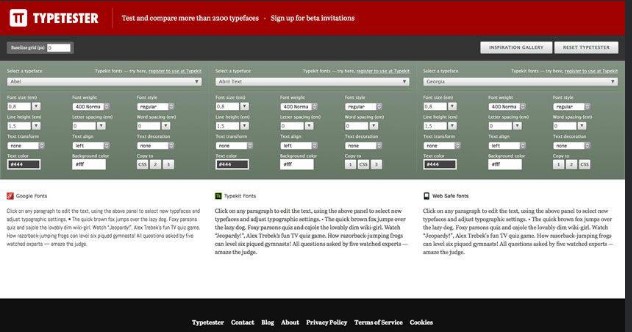 TYPETESTER
Test and compare more than 2200 typefaces · Sign up for beta invitations
Baseline grid (px)
INSPIRATION GALLERY
RESET TYPETESTER
Select a typeface
Typekit fonts — try here, register to use at Typekit
Abel
Font size (em) Font weight Font style
0.8 400 Norma regular
Line height (em) Letter spacing (em) Word spacing (em)
1.5 0 0
Text transform Text align Text decoration
none left none
Text color Background color Copy to
#444 #fff CSS 2 3
Select a typeface
Typekit fonts — try here, register to use at Typekit
Abril Text
Font size (em) Font weight Font style
0.8 400 Norma regular
Line height (em) Letter spacing (em) Word spacing (em)
1.5 0 0
Text transform Text align Text decoration
none left none
Text color Background color Copy to
#444 #fff 1 CSS 3
Select a typeface
Typekit fonts — try here, register to use at Typekit
Georgia
Font size (em) Font weight Font style
0.8 400 Norma regular
Line height (em) Letter spacing (em) Word spacing (em)
1.5 0 0
Text transform Text align Text decoration
none left none
Text color Background color Copy to
#444 #fff 1 2 CSS
Google Fonts
Click on any paragraph to edit the text, using the above panel to select new typefaces and
adjust typographic settings. • The quick brown fox jumps over the lazy dog. Foxy parsons
quiz and cajole the lovably dim wiki-girl. Watch "Jeopardy!", Alex Trebek's fun TV quiz game.
How razorback-jumping frogs can level six piqued gymnasts! All questions asked by five
watched experts — amaze the judge.
Typekit Fonts
Click on any paragraph to edit the text, using the above panel to select new
typefaces and adjust typographic settings. • The quick brown fox jumps over
the lazy dog. Foxy parsons quiz and cajole the lovably dim wiki-girl. Watch
"Jeopardy!", Alex Trebek's fun TV quiz game. How razorback-jumping frogs
can level six piqued gymnasts! All questions asked by five watched experts —
amaze the judge.
Web Safe fonts
Click on any paragraph to edit the text, using the above panel to select new
typefaces and adjust typographic settings. • The quick brown fox jumps over
the lazy dog. Foxy parsons quiz and cajole the lovably dim wiki-girl. Watch
"Jeopardy!", Alex Trebek's fun TV quiz game. How razorback-jumping frogs
can level six piqued gymnasts! All questions asked by five watched experts —
amaze the judge.
Typetester Contact Blog About Privacy Policy Terms of Service Cookies